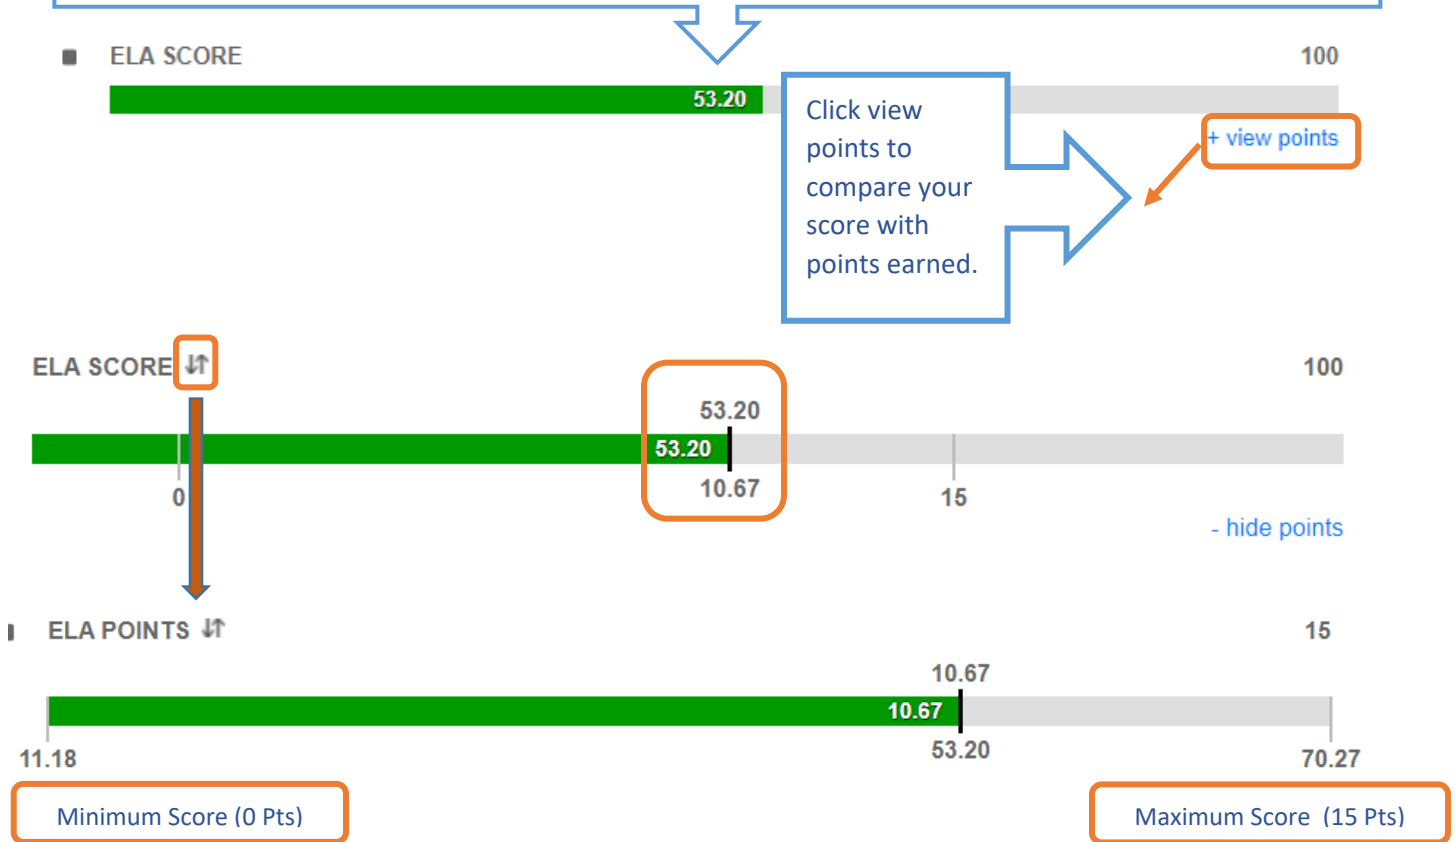 ELA SCORE 100
53.20
+ view points
Click view
points to
compare your
score with
points earned.
ELA SCORE 100
53.20
53.20
0 10.67 15
- hide points
ELA POINTS 15
10.67
10.67
11.18 53.20 70.27
Minimum Score (0 Pts) Maximum Score (15 Pts)